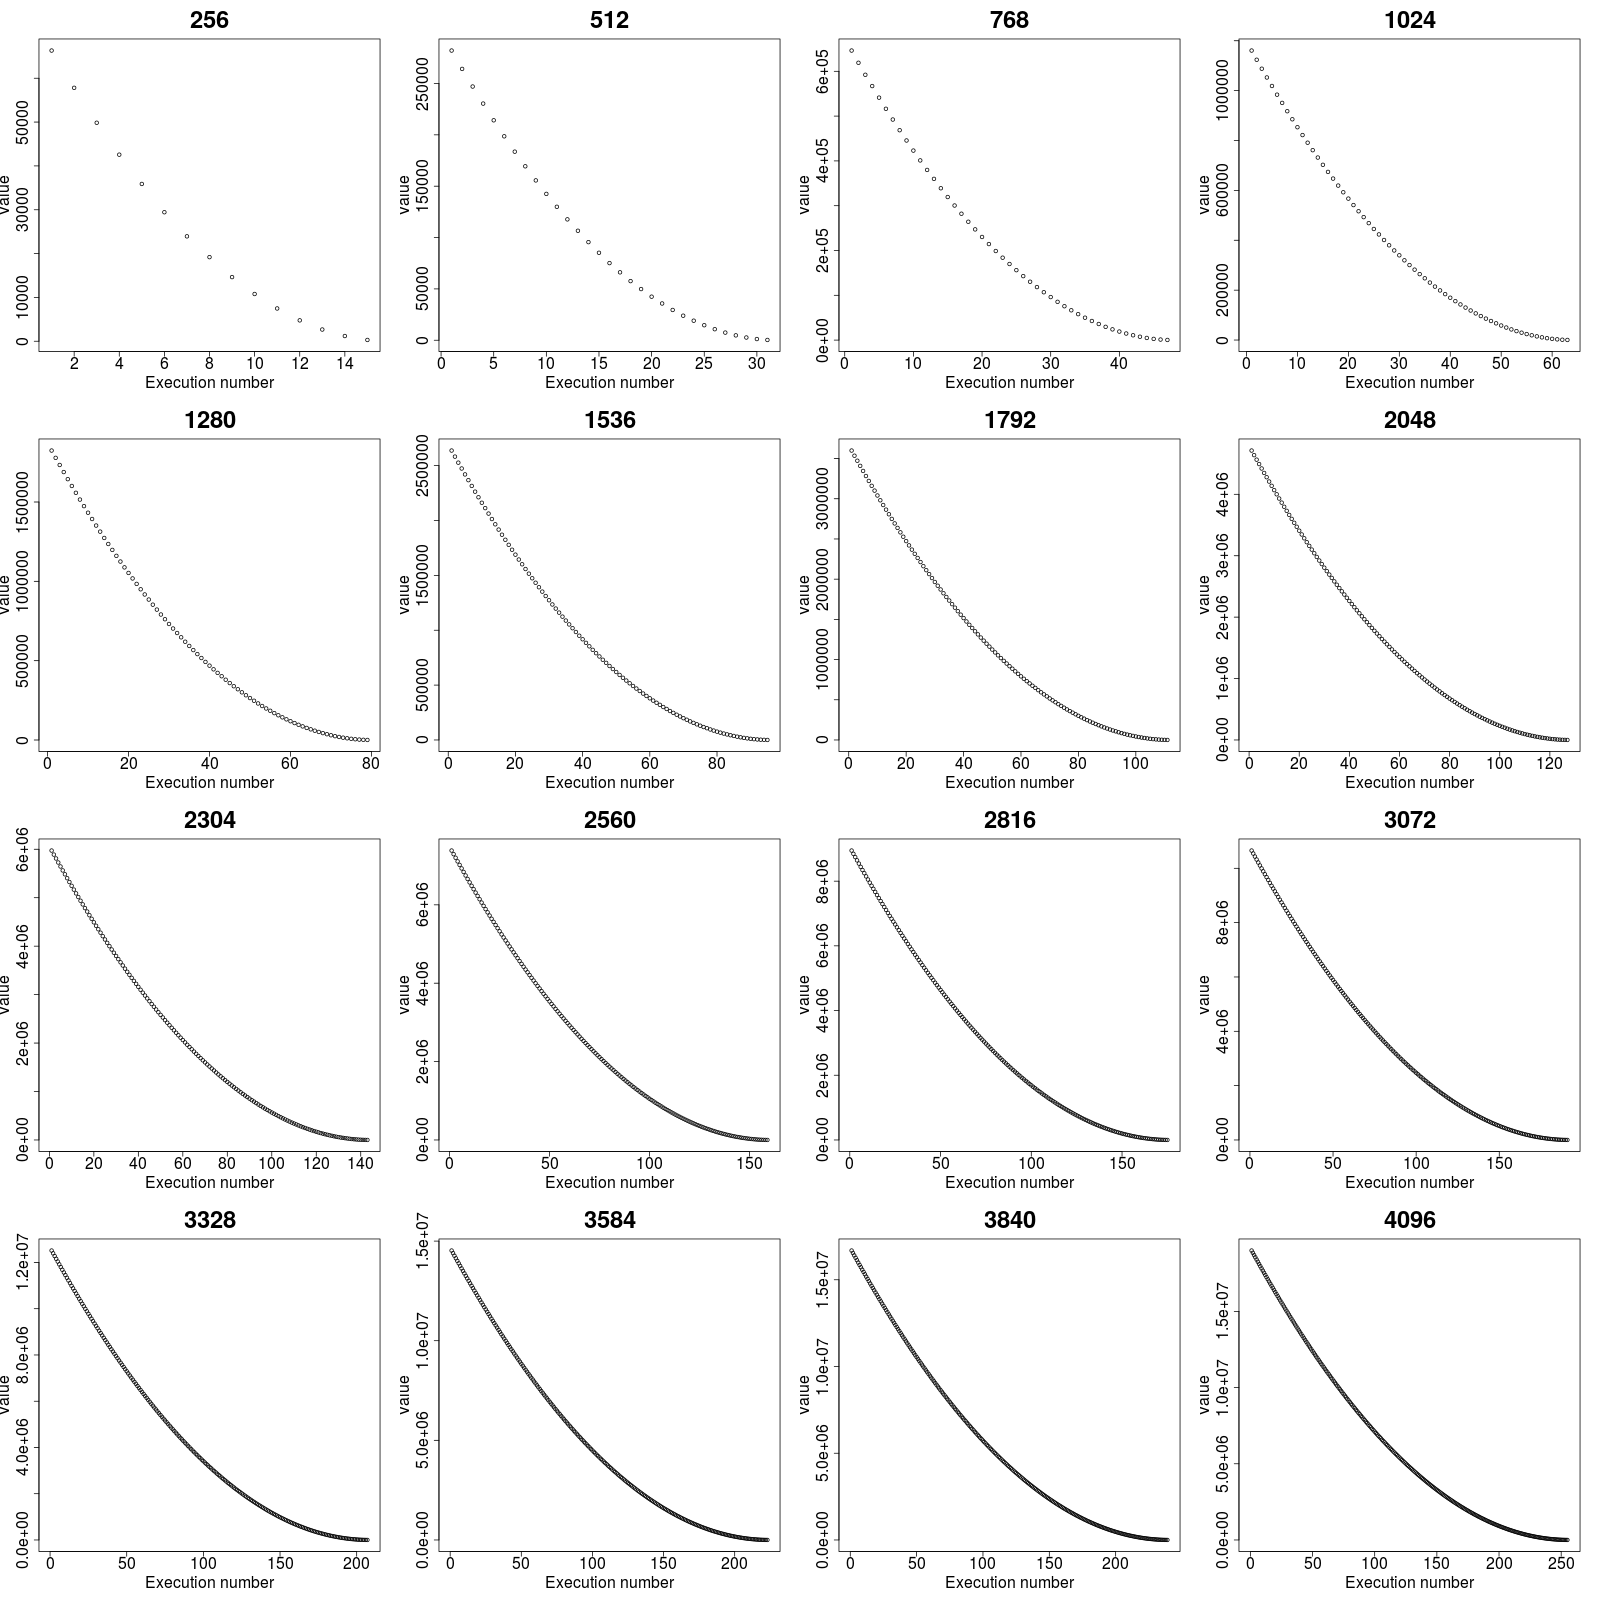 256
512
768
1024
value
0
10000
30000
50000
value
0
50000
150000
250000
value
0e+00
2e+05
4e+05
6e+05
value
0
200000
600000
1000000
2 4 6 8 10 12 14
0 5 10 15 20 25 30
0 10 20 30 40
0 10 20 30 40 50 60
Execution number
Execution number
Execution number
Execution number
1280
1536
1792
2048
value
0
500000
1000000
1500000
value
0
500000
1500000
2500000
value
0
1000000
2000000
3000000
value
0e+00
1e+06
2e+06
3e+06
4e+06
0 20 40 60 80
0 20 40 60 80
0 20 40 60 80 100
0 20 40 60 80 100 120
Execution number
Execution number
Execution number
Execution number
2304
2560
2816
3072
value
0e+00
2e+06
4e+06
6e+06
value
0e+00
2e+06
4e+06
6e+06
value
0e+00
2e+06
4e+06
6e+06
8e+06
value
0e+00
4e+06
8e+06
0 20 40 60 80 100 120 140
0 50 100 150
0 50 100 150
0 50 100 150
Execution number
Execution number
Execution number
Execution number
3328
3584
3840
4096
value
0.0e+00
4.0e+06
8.0e+06
1.2e+07
value
0.0e+00
5.0e+06
1.0e+07
1.5e+07
value
0.0e+00
5.0e+06
1.0e+07
1.5e+07
value
0.0e+00
5.0e+06
1.0e+07
1.5e+07
0 50 100 150 200
0 50 100 150 200
0 50 100 150 200
0 50 100 150 200 250
Execution number
Execution number
Execution number
Execution number